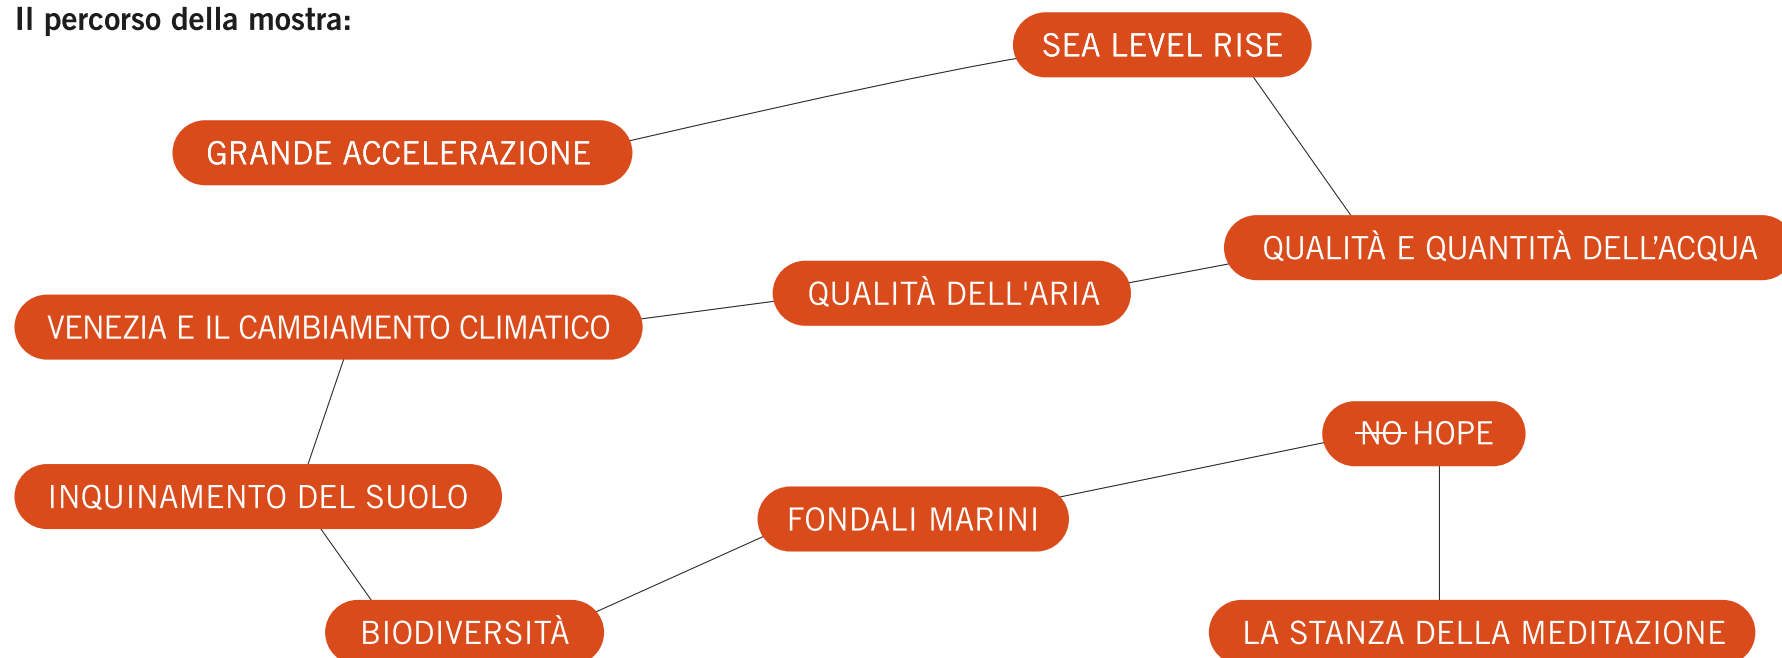 Il percorso della mostra:
SEA LEVEL RISE
GRANDE ACCELERAZIONE
QUALITÀ E QUANTITÀ DELL’ACQUA
QUALITÀ DELL'ARIA
VENEZIA E IL CAMBIAMENTO CLIMATICO
NO HOPE
INQUINAMENTO DEL SUOLO
FONDALI MARINI
BIODIVERSITÀ
LA STANZA DELLA MEDITAZIONE